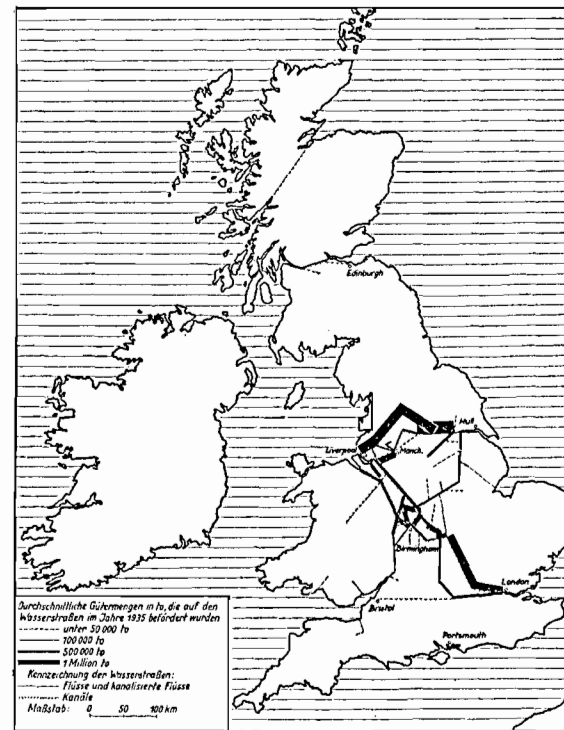 Edinburgh
Hull
Liverpool
Manch.
Birmingham
London
Bristol
Portsmouth
Durchschnittliche Gütermengen in to, die auf den
Wasserstraßen im Jahre 1935 befördert wurden
unter 50 000 to
100 000 to
500 000 to
1 Million to
Kennzeichnung der Wasserstraßen:
Flüsse und kanalisierte Flüsse
Kanäle
Maßstab: 0 50 100 km